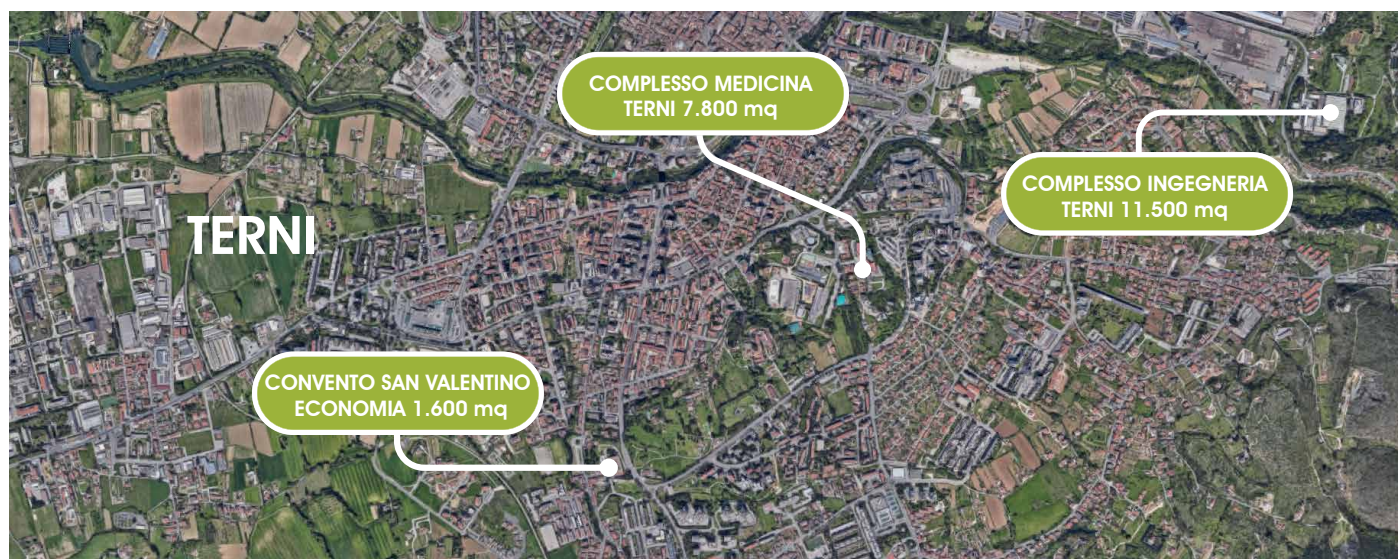 COMPLESSO MEDICINA
TERNI 7.800 mq
COMPLESSO INGEGNERIA
TERNI 11.500 mq
TERNI
CONVENTO SAN VALENTINO
ECONOMIA 1.600 mq